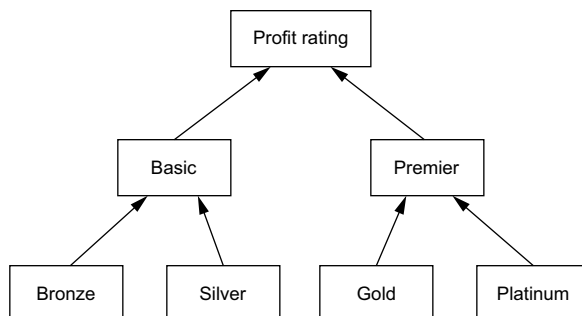 Profit rating
Basic
Premier
Bronze
Silver
Gold
Platinum